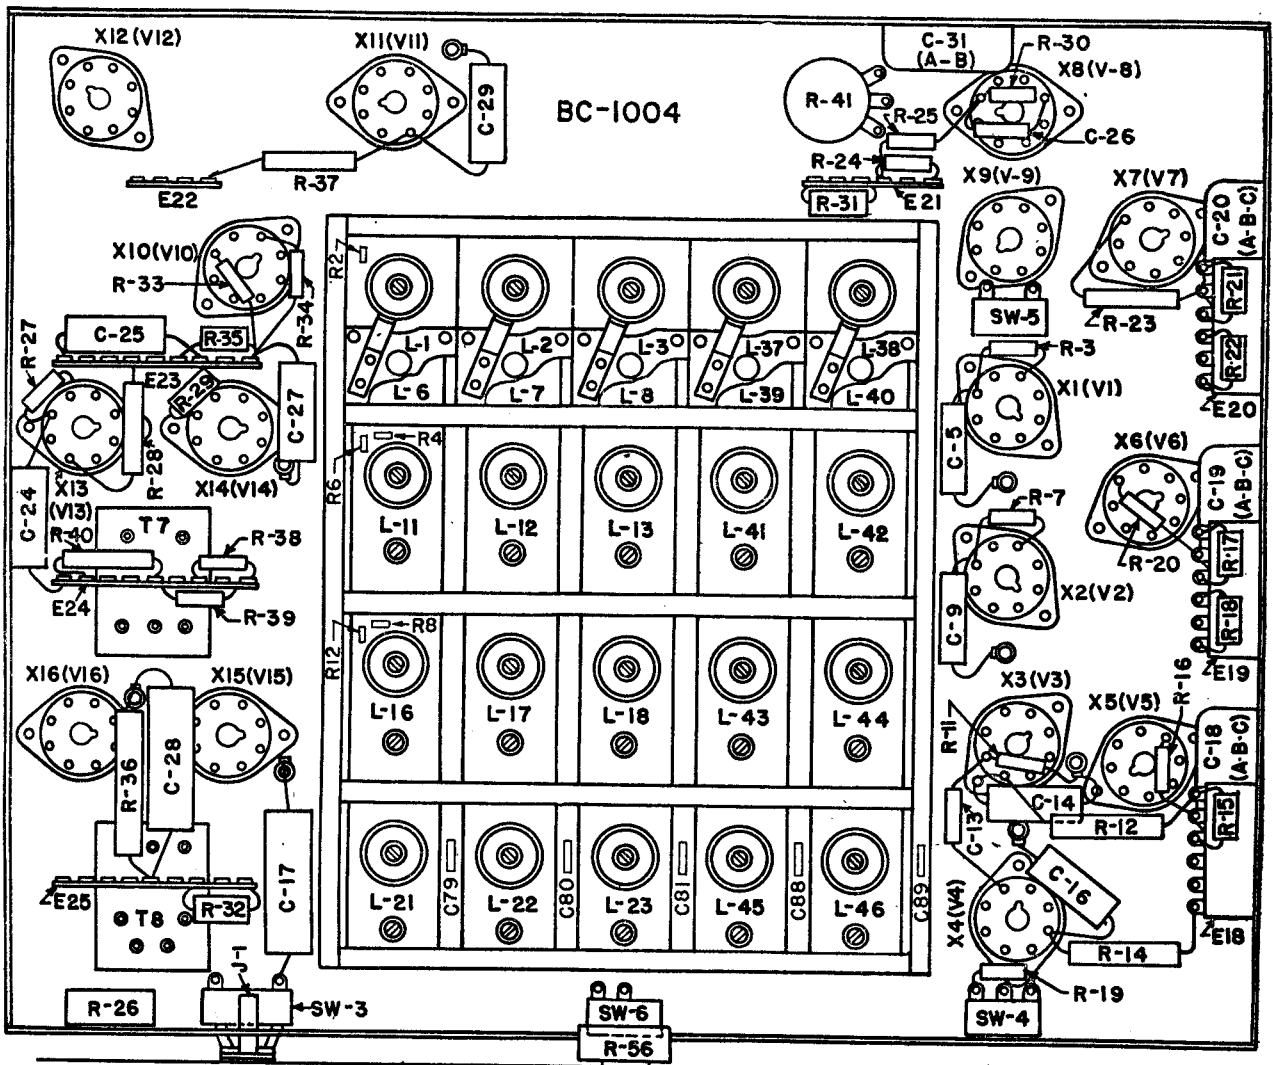 X12(V12)
X11(V11)
C-29
BC-1004
C-31
(A-B)
R-30
X8(V-8)
R-41
R-25
C-26
R-24
R-37
E22
R-31
E21
X9(V-9)
X7(V7)
C-20
(A-B-C)
X10(V10)
R-33
R-34
R2
R-21
SW-5
R-23
R-27
C-25
R-35
L-1
L-2
L-3
L-37
L-38
R-3
R-22
E23
R-29
C-27
L-6
L-7
L-8
L-39
L-40
X1(V1)
E20
C-5
R4
R6
X6(V6)
C-19
(A-B-C)
C-24
X13
(V13)
R-28
X14(V14)
R-7
T7
R-40
R-38
L-11
L-12
L-13
L-41
L-42
R-17
R-20
E24
R-39
X2(V2)
C-9
R-18
R12
R8
E19
X16(V16)
X15(V15)
X3(V3)
X5(V5)
R-16
R-11
C-18
(A-B-C)
L-16
L-17
L-18
L-43
L-44
R-36
C-28
C-14
R-15
C-13
R-12
C-17
C79
C80
C81
C88
C89
C-16
E25
R-32
L-21
L-22
L-23
L-45
L-46
T8
X4(V4)
E18
R-14
J-1
R-19
R-26
SW-3
SW-6
SW-4
R-56